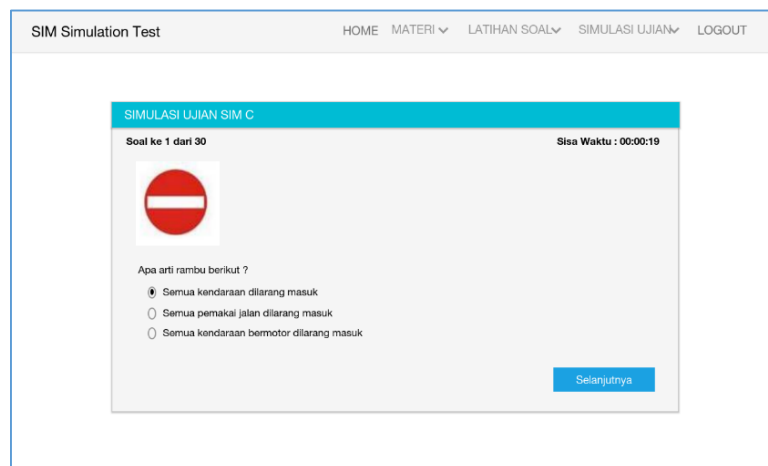 SIM Simulation Test
HOME MATERI LATIHAN SOAL SIMULASI UJIAN LOGOUT
SIMULASI UJIAN SIM C
Soal ke 1 dari 30
Sisa Waktu : 00:00:19
Apa arti rambu berikut ?
Semua kendaraan dilarang masuk
Semua pemakai jalan dilarang masuk
Semua kendaraan bermotor dilarang masuk
Selanjutnya